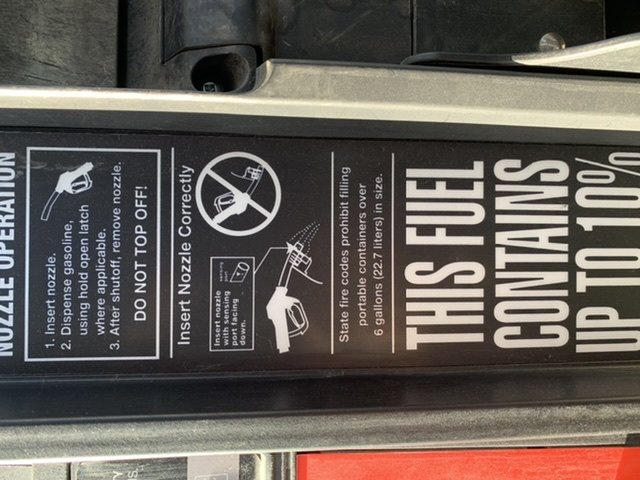 NOZZLE OPERATION
1. Insert nozzle.
2. Dispense gasoline,
using hold open latch
where applicable.
3. After shutoff, remove nozzle.
DO NOT TOP OFF!
Insert Nozzle Correctly
Insert nozzle
with sensing
port facing
down.
State fire codes prohibit filling
portable containers over
6 gallons (22.7 liters) in size.
THIS FUEL
CONTAINS
UP TO 10%